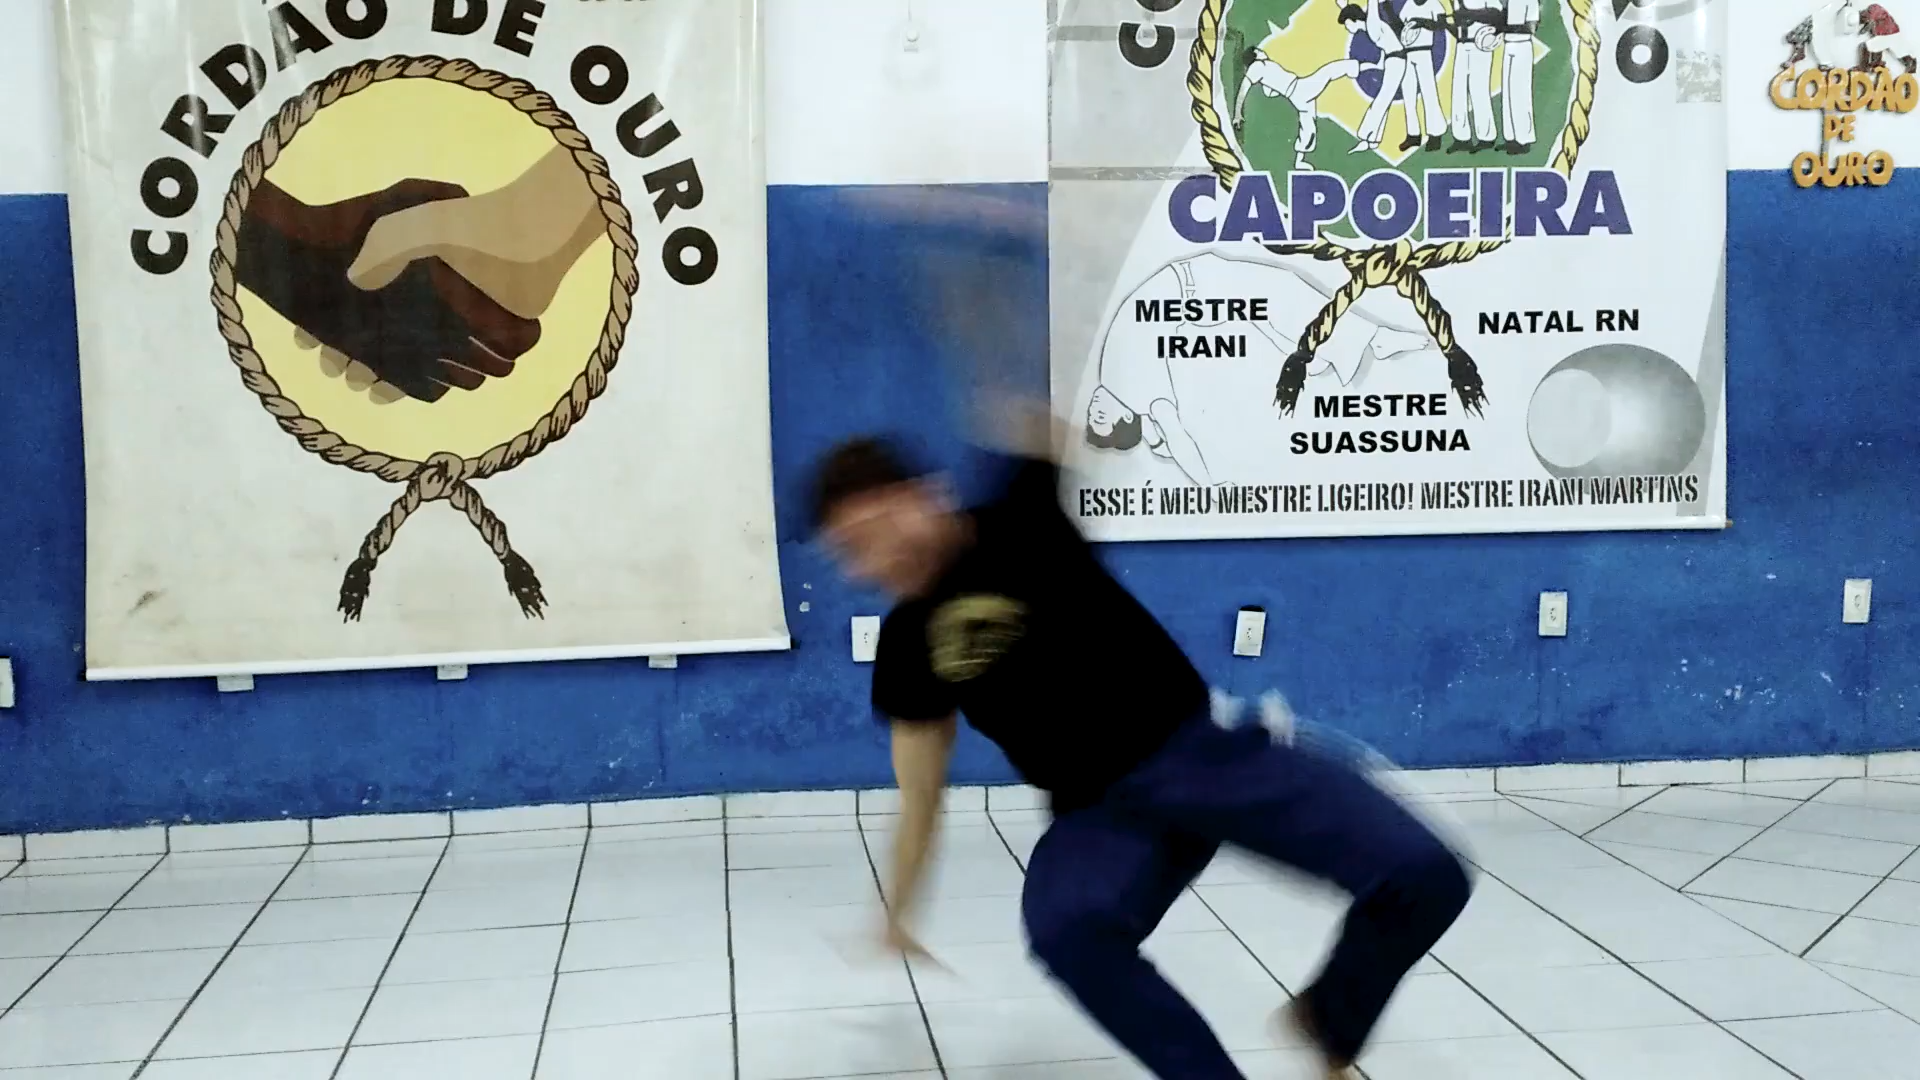 CORDÃO DE OURO
CAPOEIRA
MESTRE
IRANI
NATAL RN
MESTRE
SUASSUNA
ESSE É MEU MESTRE LIGEIRO! MESTRE IRANI MARTINS
CORDÃO
DE
OURO